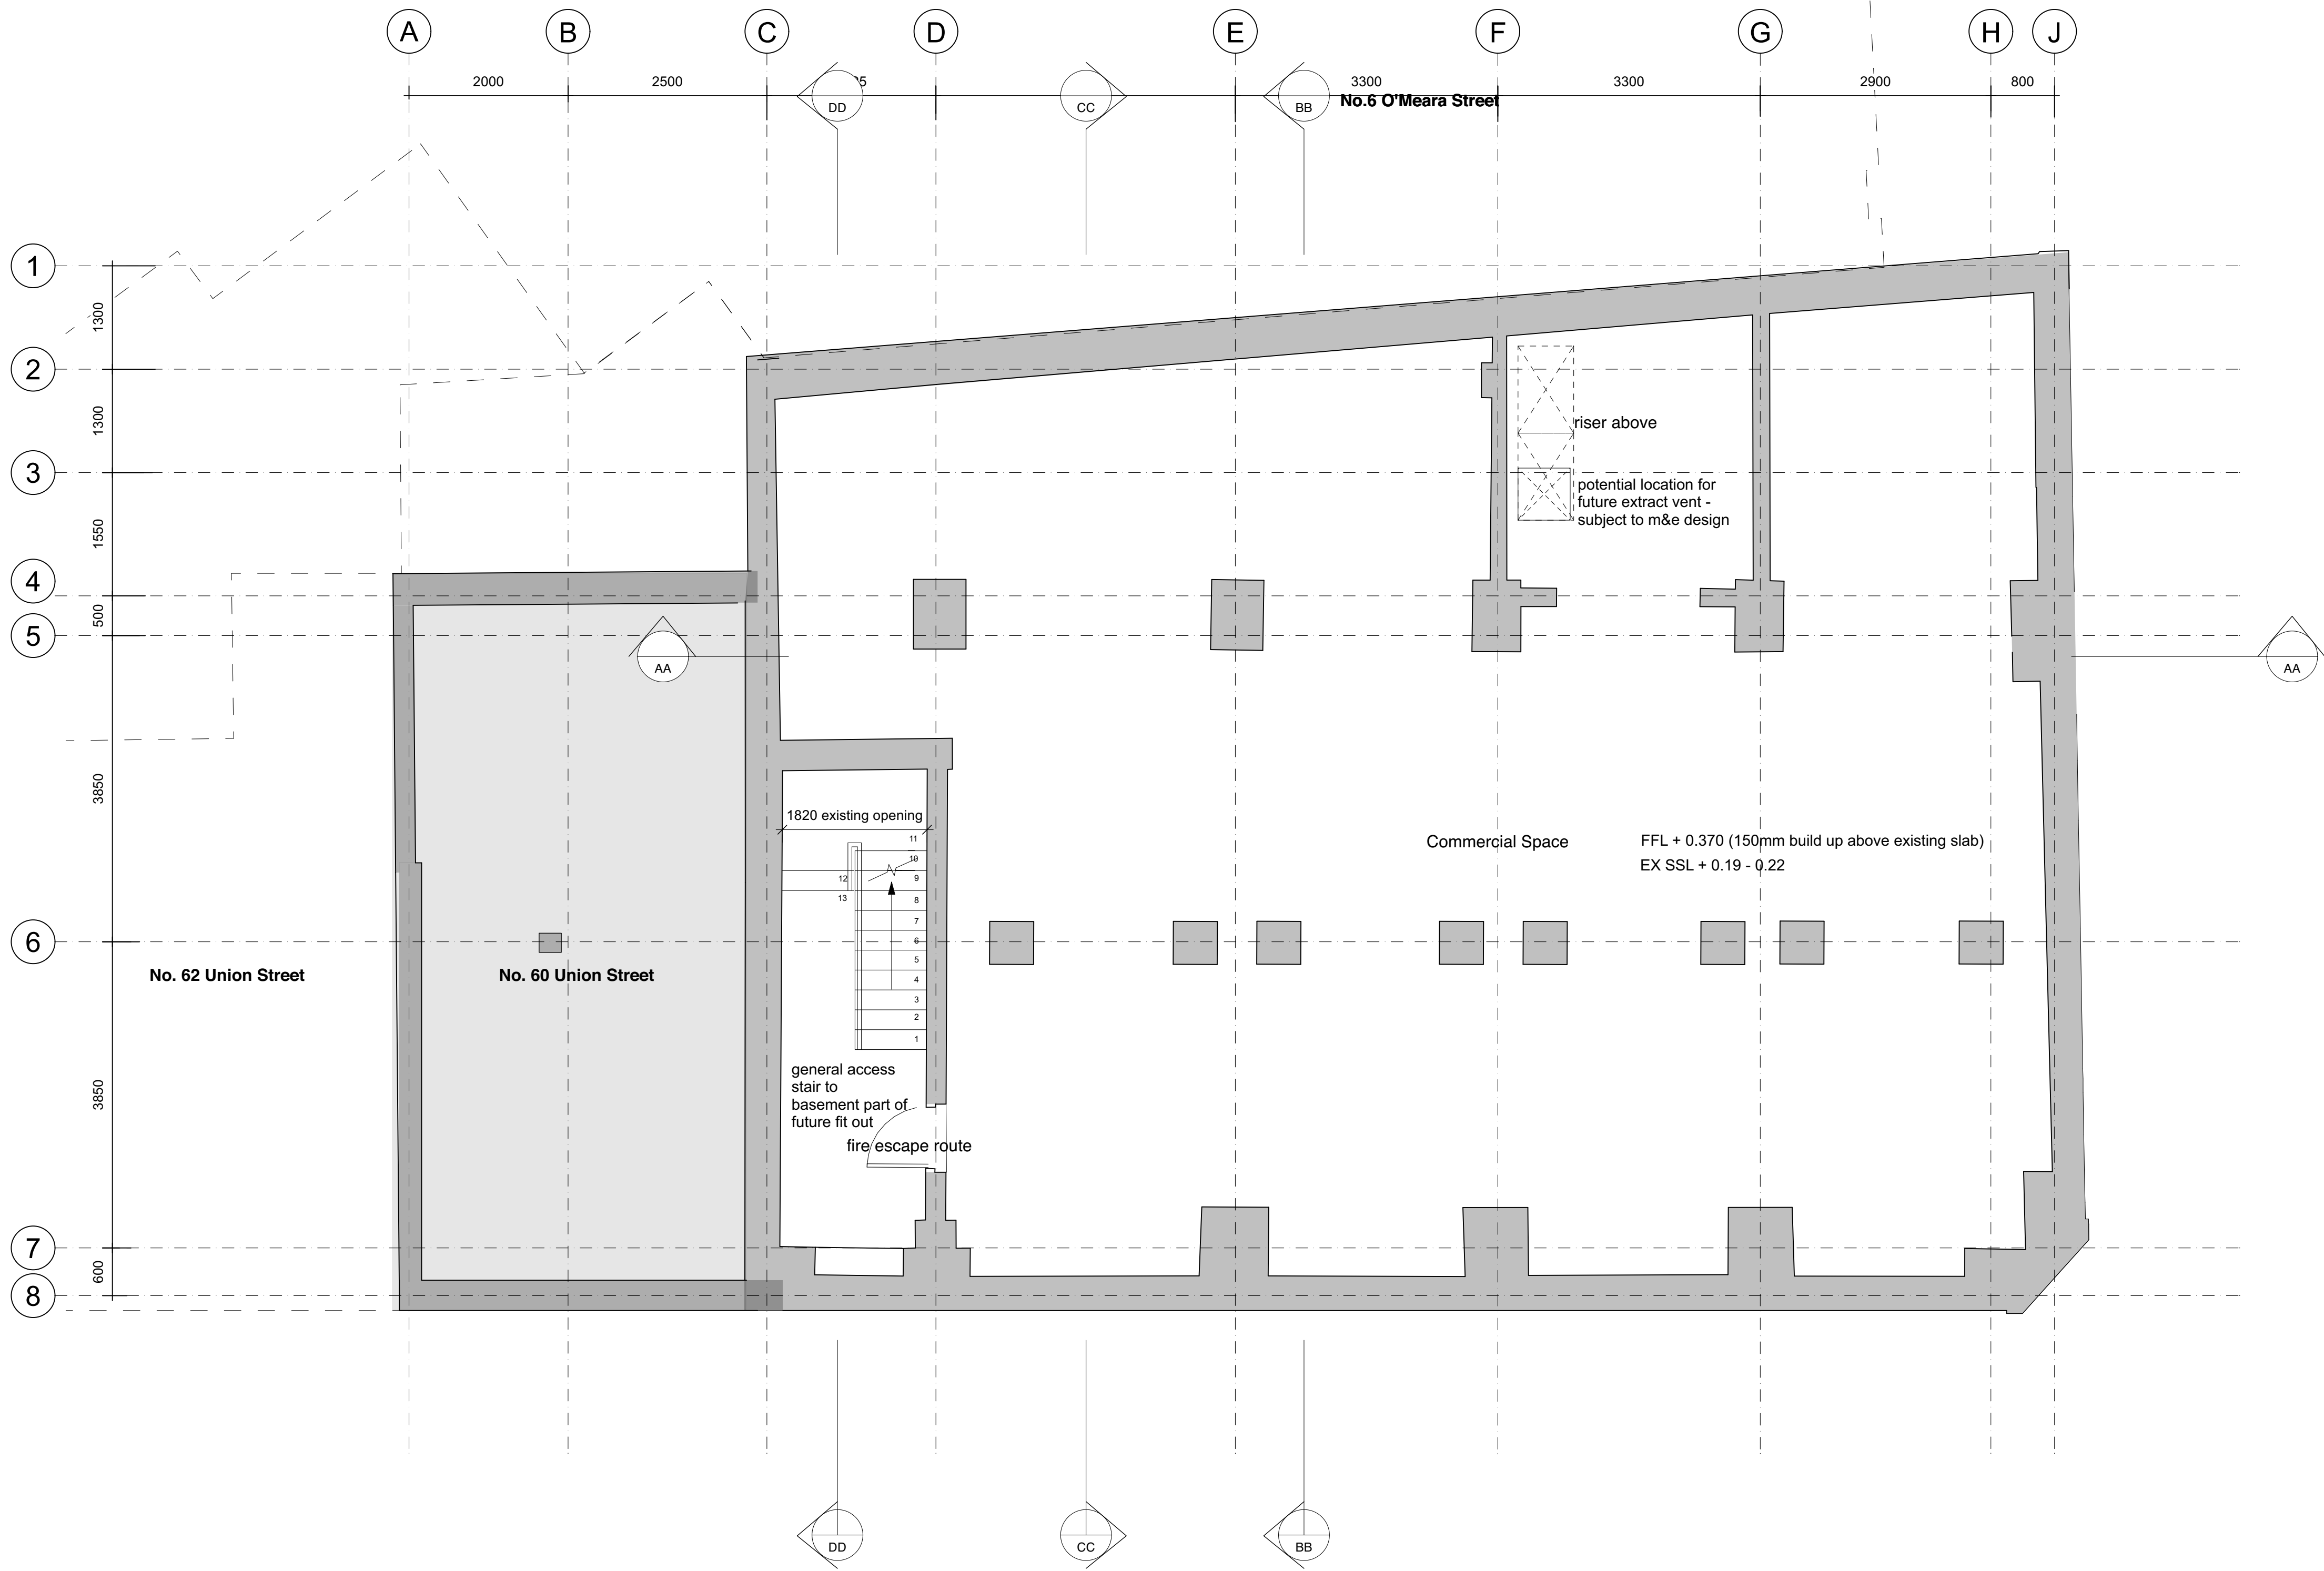 A B C D E F G H J
2000 2500 3300 3300 2900 800
DD CC BB
No.6 O'Meara Street
1
1300
2
1300
riser above
3
potential location for
future extract vent -
subject to m&e design
1550
4
500
5
AA AA
3850
1820 existing opening
11
10
9
12
13
8
7
6
5
4
3
2
1
Commercial Space
FFL + 0.370 (150mm build up above existing slab)
EX SSL + 0.19 - 0.22
6
No. 62 Union Street
No. 60 Union Street
general access
stair to
basement part of
future fit out
fire escape route
3850
7
600
8
DD CC BB